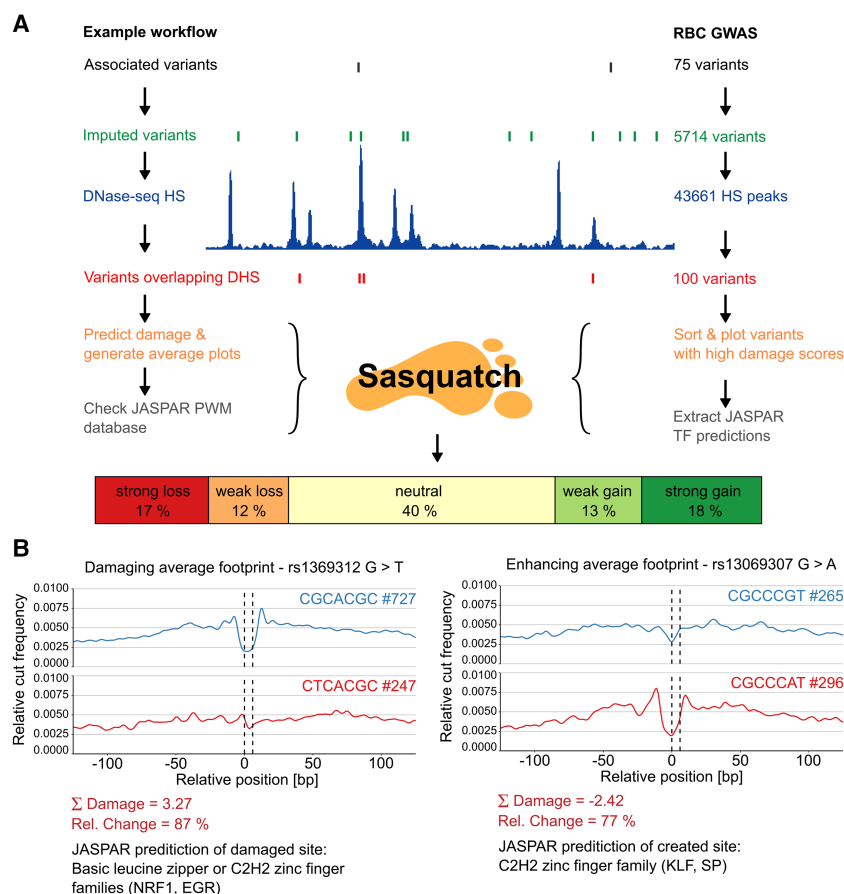 A
Example workflow
RBC GWAS
Associated variants
75 variants
Imputed variants
5714 variants
DNase-seq HS
43661 HS peaks
Variants overlapping DHS
100 variants
Predict damage &
generate average plots
Sort & plot variants
with high damage scores
Sasquatch
Check JASPAR PWM
database
Extract JASPAR
TF predictions
strong loss
17 %
weak loss
12 %
neutral
40 %
weak gain
13 %
strong gain
18 %
B
Damaging average footprint - rs1369312 G > T
Relative cut frequency
0.0100
0.0075
0.0050
0.0025
0.0000
CGCACGC #727
0.0100
0.0075
0.0050
0.0025
0.0000
CTCACGC #247
-100 -50 0 50 100
Relative position [bp]
Σ Damage = 3.27
Rel. Change = 87 %
JASPAR predititction of damaged site:
Basic leucine zipper or C2H2 zinc finger
families (NRF1, EGR)
Enhancing average footprint - rs13069307 G > A
Relative cut frequency
0.0100
0.0075
0.0050
0.0025
0.0000
CGCCCGT #265
0.0100
0.0075
0.0050
0.0025
0.0000
CGCCCAT #296
-100 -50 0 50 100
Relative position [bp]
Σ Damage = -2.42
Rel. Change = 77 %
JASPAR predititction of created site:
C2H2 zinc finger family (KLF, SP)